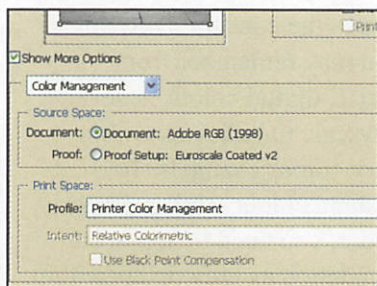 Print
Show More Options
Color Management
Source Space:
Document: Document: Adobe RGB (1998)
Proof: Proof Setup: Euroscale Coated v2
Print Space:
Profile: Printer Color Management
Intent: Relative Colorimetric
Use Black Point Compensation